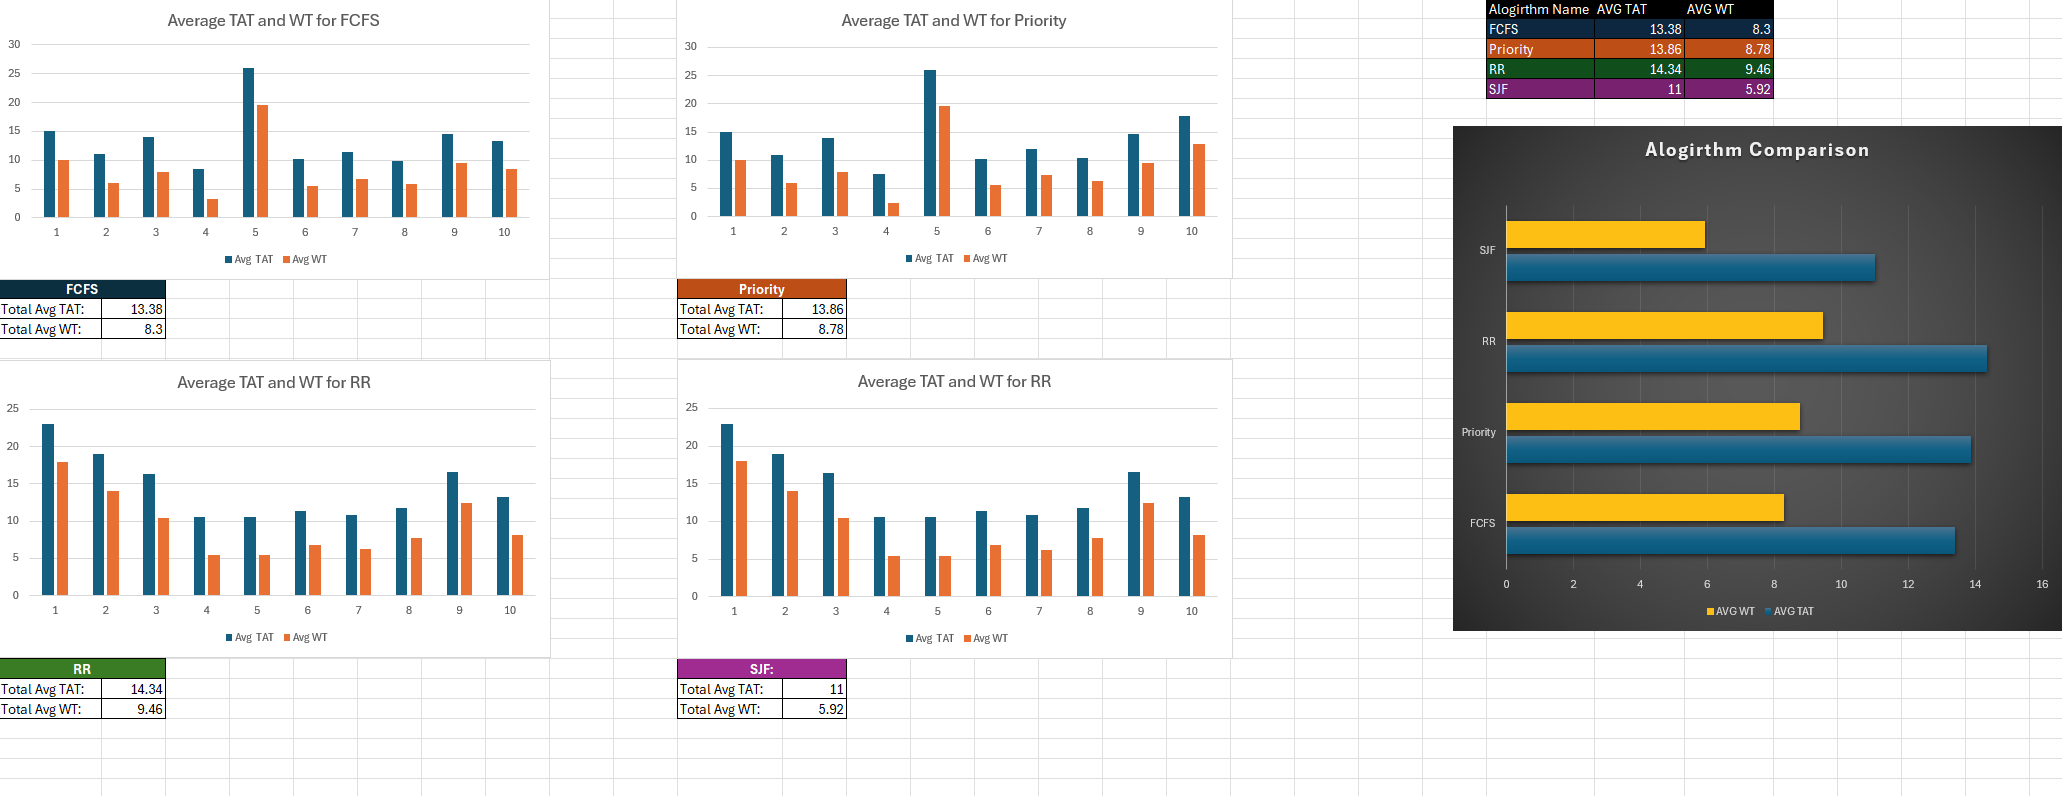 Average TAT and WT for FCFS
30
25
20
15
10
5
0
1 2 3 4 5 6 7 8 9 10
Avg TAT Avg WT
FCFS
Total Avg TAT: 13.38
Total Avg WT: 8.3
Average TAT and WT for Priority
30
25
20
15
10
5
0
1 2 3 4 5 6 7 8 9 10
Avg TAT Avg WT
Priority
Total Avg TAT: 13.86
Total Avg WT: 8.78
Average TAT and WT for RR
25
20
15
10
5
0
1 2 3 4 5 6 7 8 9 10
Avg TAT Avg WT
RR
Total Avg TAT: 14.34
Total Avg WT: 9.46
Average TAT and WT for RR
25
20
15
10
5
0
1 2 3 4 5 6 7 8 9 10
Avg TAT Avg WT
SJF:
Total Avg TAT: 11
Total Avg WT: 5.92
Alogirthm Name AVG TAT AVG WT
FCFS 13.38 8.3
Priority 13.86 8.78
RR 14.34 9.46
SJF 11 5.92
Alogirthm Comparison
SJF
RR
Priority
FCFS
0 2 4 6 8 10 12 14 16
AVG WT AVG TAT